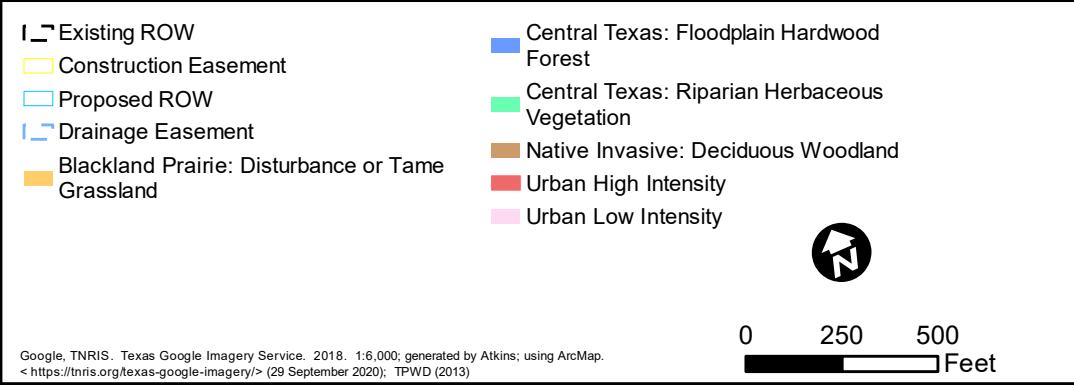 Existing ROW
Construction Easement
Proposed ROW
Drainage Easement
Blackland Prairie: Disturbance or Tame
Grassland
Central Texas: Floodplain Hardwood
Forest
Central Texas: Riparian Herbaceous
Vegetation
Native Invasive: Deciduous Woodland
Urban High Intensity
Urban Low Intensity
N
0 250 500
Feet
Google, TNRIS. Texas Google Imagery Service. 2018. 1:6,000; generated by Atkins; using ArcMap.
< https://tnris.org/texas-google-imagery/> (29 September 2020); TPWD (2013)